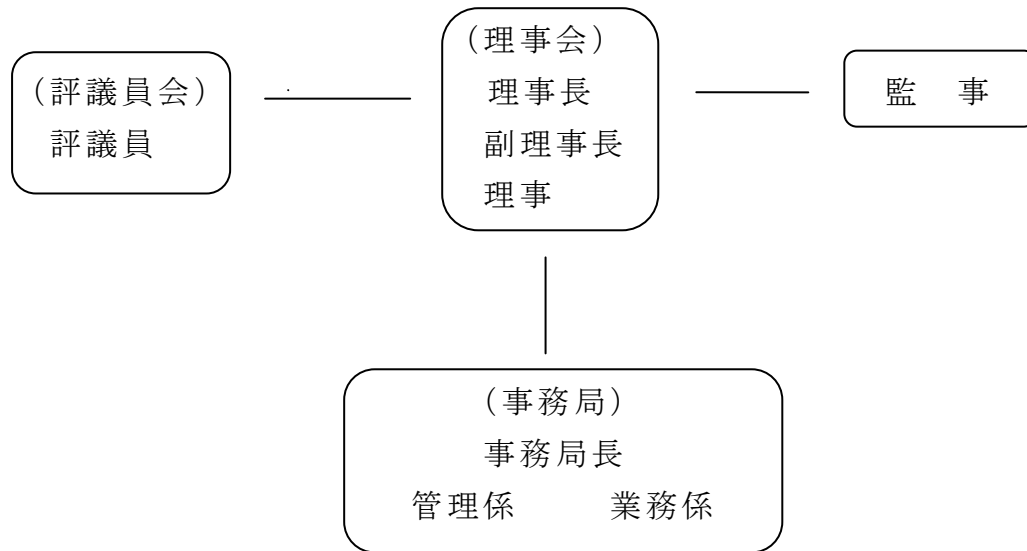 (評議員会)
評議員
(理事会)
理事長
副理事長
理事
監 事
(事務局)
事務局長
管理係 業務係